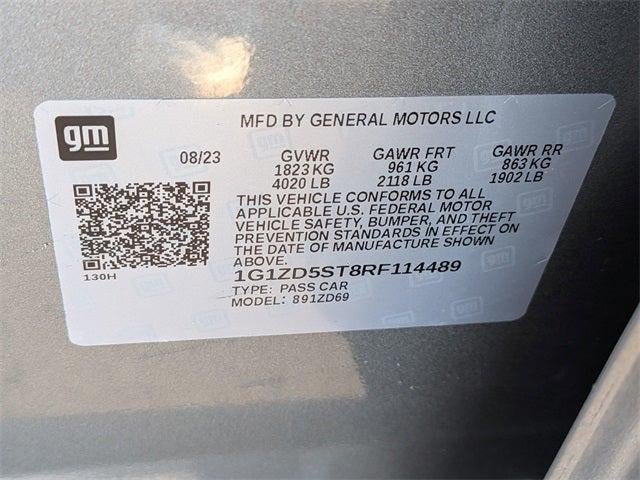 gm
MFD BY GENERAL MOTORS LLC
08/23 GVWR GAWR FRT GAWR RR
1823 KG 961 KG 863 KG
4020 LB 2118 LB 1902 LB
THIS VEHICLE CONFORMS TO ALL
APPLICABLE U.S. FEDERAL MOTOR
VEHICLE SAFETY, BUMPER, AND THEFT
PREVENTION STANDARDS IN EFFECT ON
THE DATE OF MANUFACTURE SHOWN
ABOVE.
130H
1G1ZD5ST8RF114489
TYPE: PASS CAR
MODEL: 891ZD69